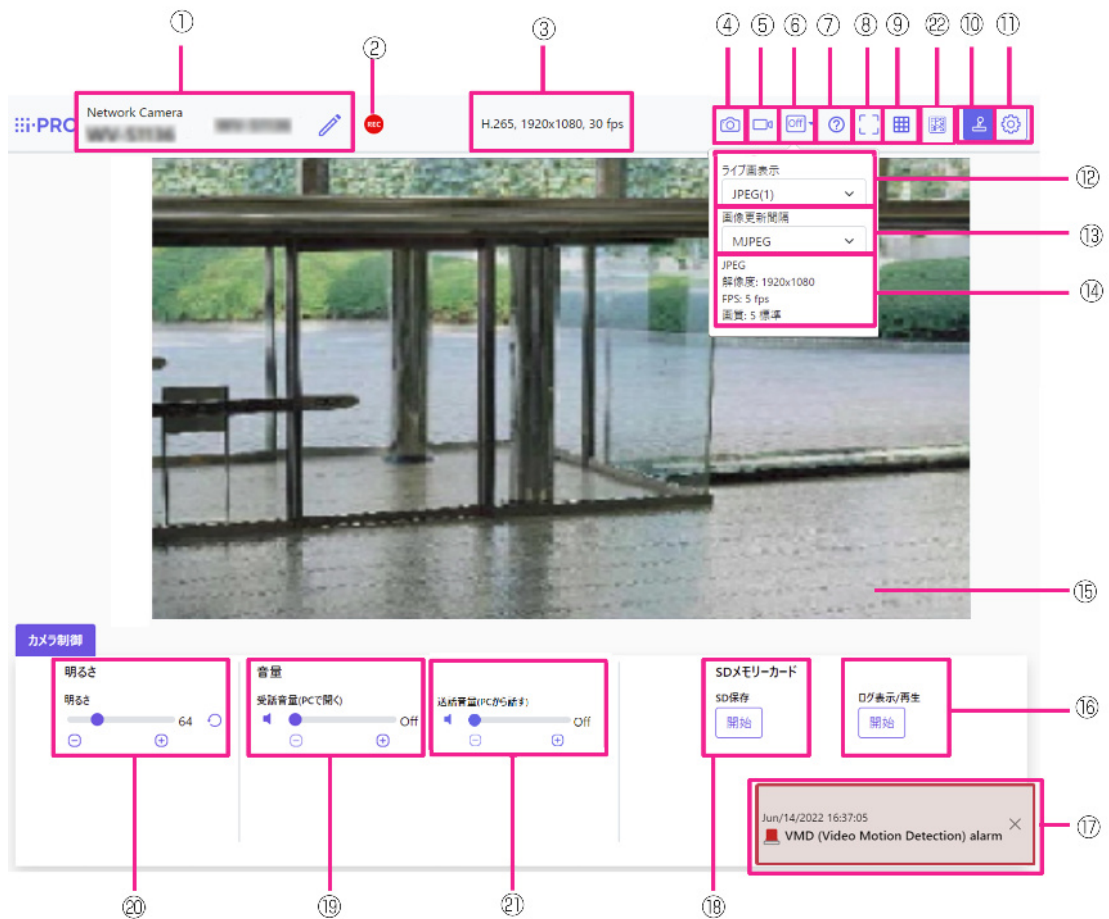 ① ② ③ ④ ⑤ ⑥ ⑦ ⑧ ⑨ ㉒ ⑩ ⑪
i-PRO
Network Camera
REC
H.265, 1920x1080, 30 fps
Off
ライブ画表示
JPEG(1)
⑫
画像更新間隔
MJPEG
⑬
JPEG
解像度: 1920x1080
FPS: 5 fps
画質: 5 標準
⑭
⑮
カメラ制御
明るさ
明るさ
64
音量
受話音量(PCで聞く)
Off
送話音量(PCから話す)
Off
SDメモリーカード
SD保存
開始
ログ表示/再生
開始
⑯
Jun/14/2022 16:37:05
VMD (Video Motion Detection) alarm
⑰
⑳ ⑲ ㉑ ⑱